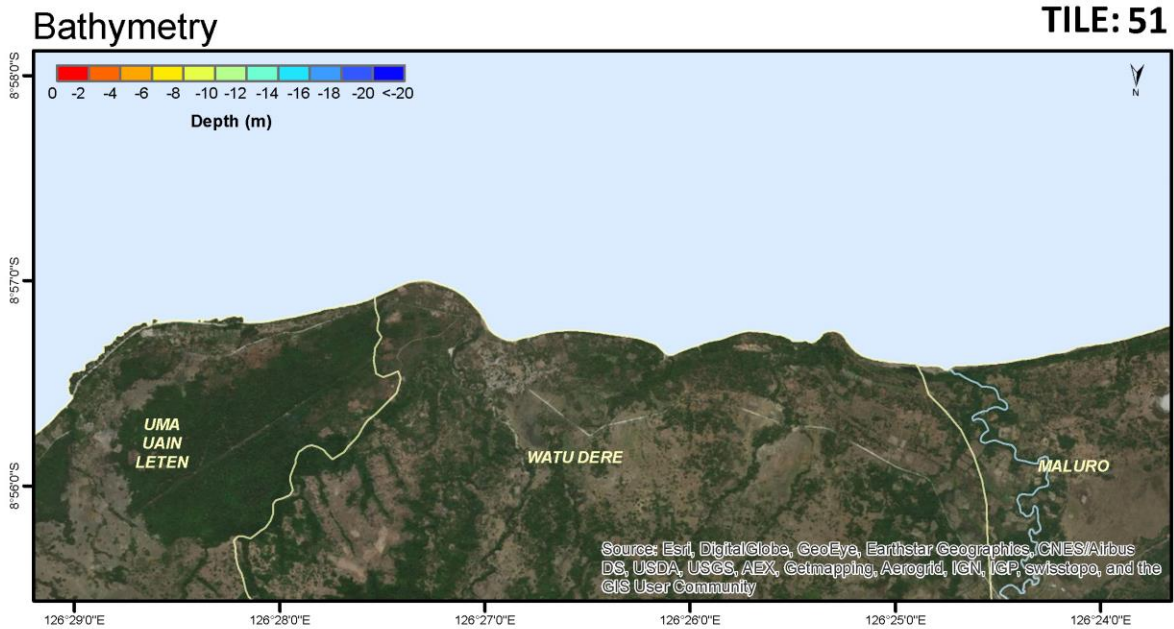 Bathymetry
TILE: 51
0 -2 -4 -6 -8 -10 -12 -14 -16 -18 -20 <-20
Depth (m)
N
8°58'0"S
8°57'0"S
8°56'0"S
UMA
UAIN
LETEN
WATU DERE
MALURO
Source: Esri, DigitalGlobe, GeoEye, Earthstar Geographics, CNES/Airbus
DS, USDA, USGS, AEX, Getmapping, Aerogrid, IGN, IGP, swisstopo, and the
GIS User Community
126°29'0"E 126°28'0"E 126°27'0"E 126°26'0"E 126°25'0"E 126°24'0"E